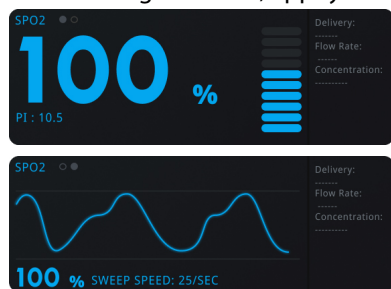 SPO2
100 %
PI : 10.5
Delivery:
-------
Flow Rate:
------
Concentration:
----------
SPO2
100 % SWEEP SPEED: 25/SEC
Delivery:
-------
Flow Rate:
------
Concentration:
----------